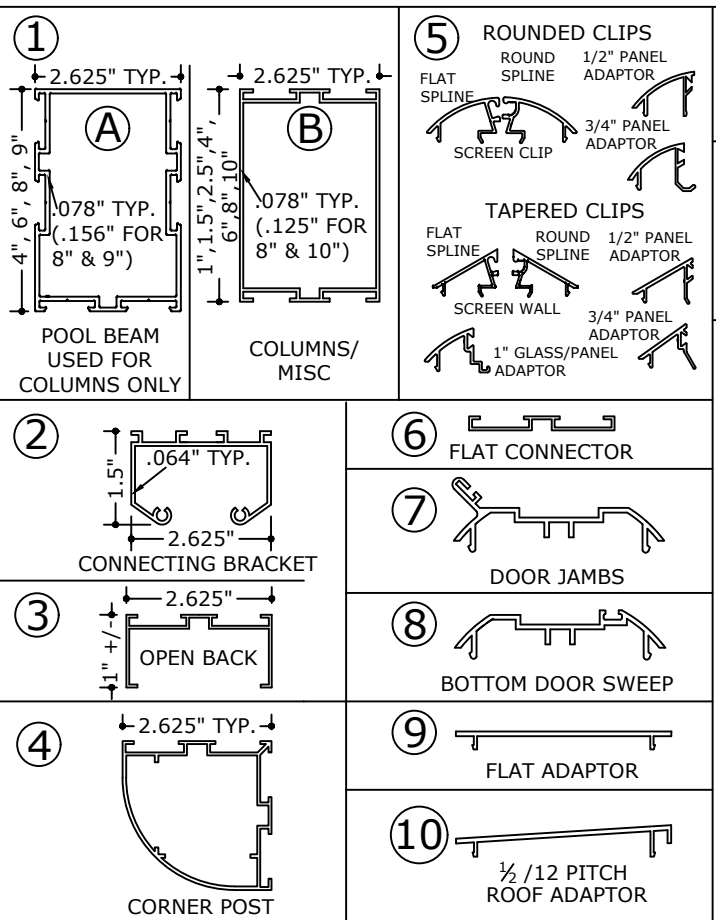 1
2.625" TYP.
A
4", 6", 8", 9"
.078" TYP.
(.156" FOR
8" & 9")
POOL BEAM
USED FOR
COLUMNS ONLY
2.625" TYP.
B
1",1.5",2.5",4",
6",8",10"
.078" TYP.
(.125" FOR
8" & 10")
COLUMNS/
MISC
5
ROUNDED CLIPS
FLAT
SPLINE
ROUND
SPLINE
SCREEN CLIP
1/2" PANEL
ADAPTOR
3/4" PANEL
ADAPTOR
TAPERED CLIPS
FLAT
SPLINE
ROUND
SPLINE
SCREEN WALL
1/2" PANEL
ADAPTOR
3/4" PANEL
ADAPTOR
1" GLASS/PANEL
ADAPTOR
2
1.5"
.064" TYP.
2.625"
CONNECTING BRACKET
3
2.625"
1" +/-
OPEN BACK
4
2.625" TYP.
CORNER POST
6
FLAT CONNECTOR
7
DOOR JAMBS
8
BOTTOM DOOR SWEEP
9
FLAT ADAPTOR
10
½ /12 PITCH
ROOF ADAPTOR